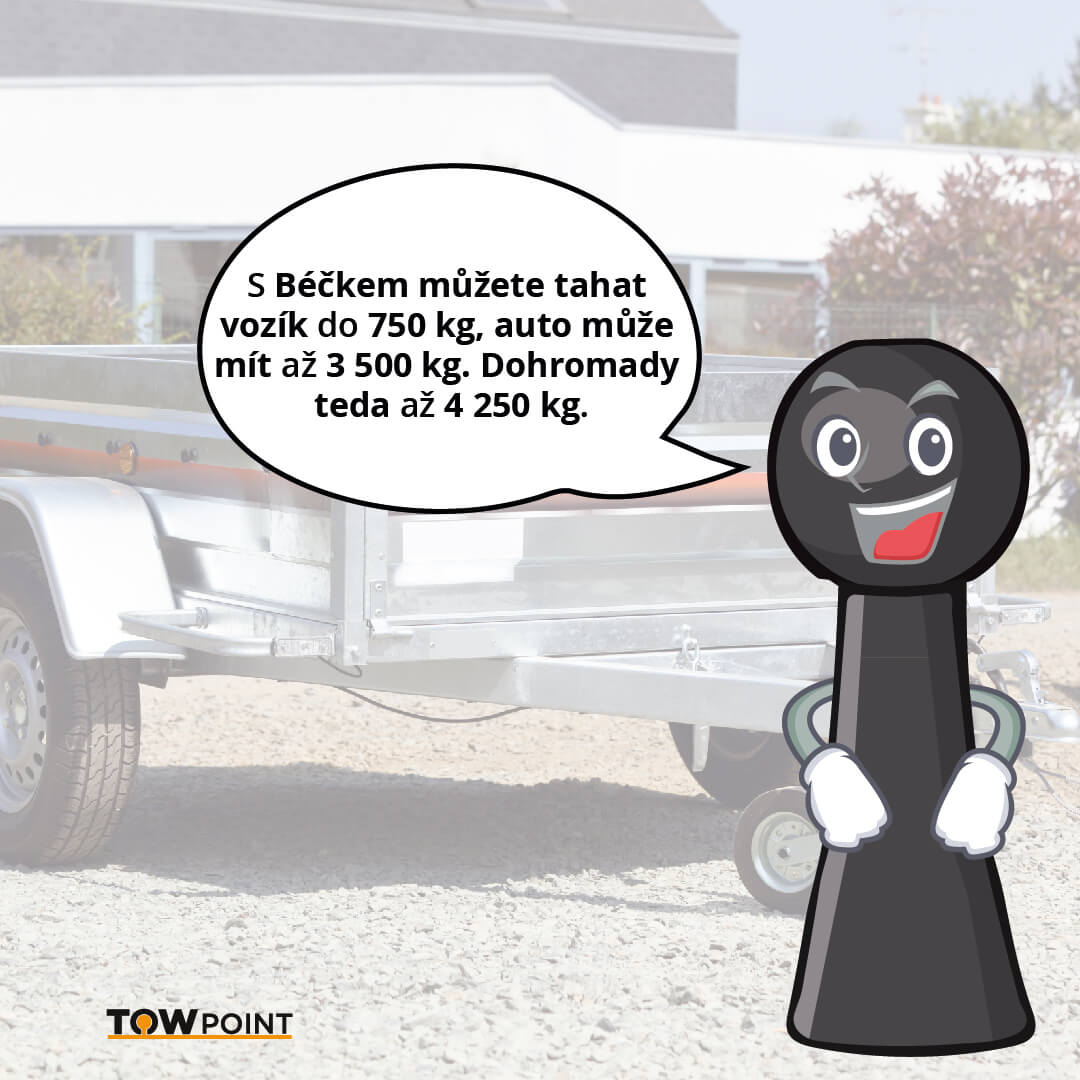 S Béčkem můžete tahat
vozík do 750 kg, auto může
mít až 3 500 kg. Dohromady
teda až 4 250 kg.
TOWPOINT